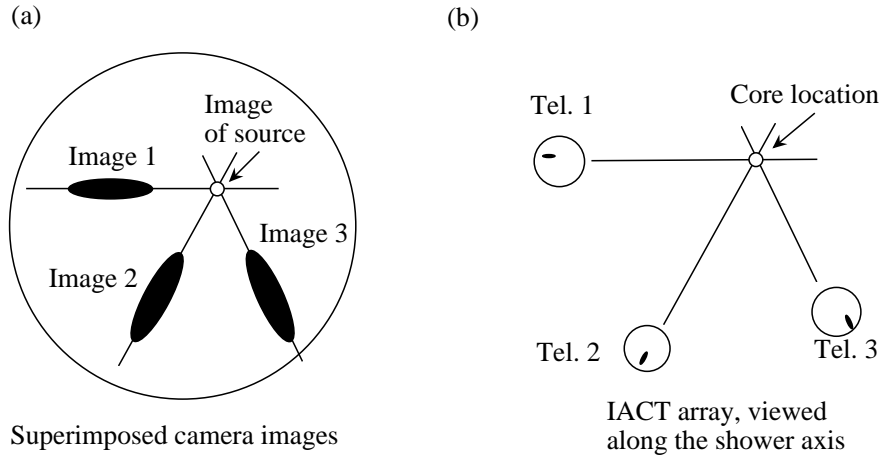 (a)
Image
of source
Image 1
Image 3
Image 2
Superimposed camera images
(b)
Core location
Tel. 1
Tel. 2
Tel. 3
IACT array, viewed
along the shower axis